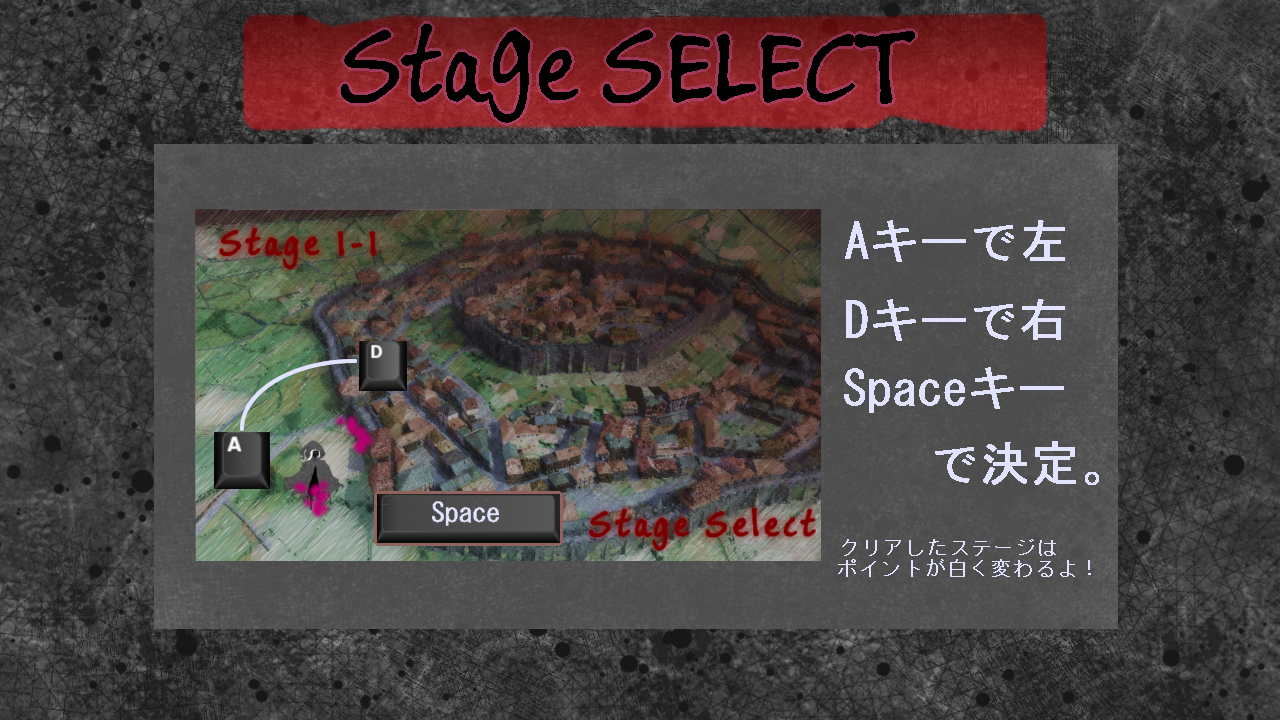 Stage SELECT
Stage 1-1
D
A
Space
Stage Select
Aキーで左
Dキーで右
Spaceキー
で決定。
クリアしたステージは
ポイントが白く変わるよ！